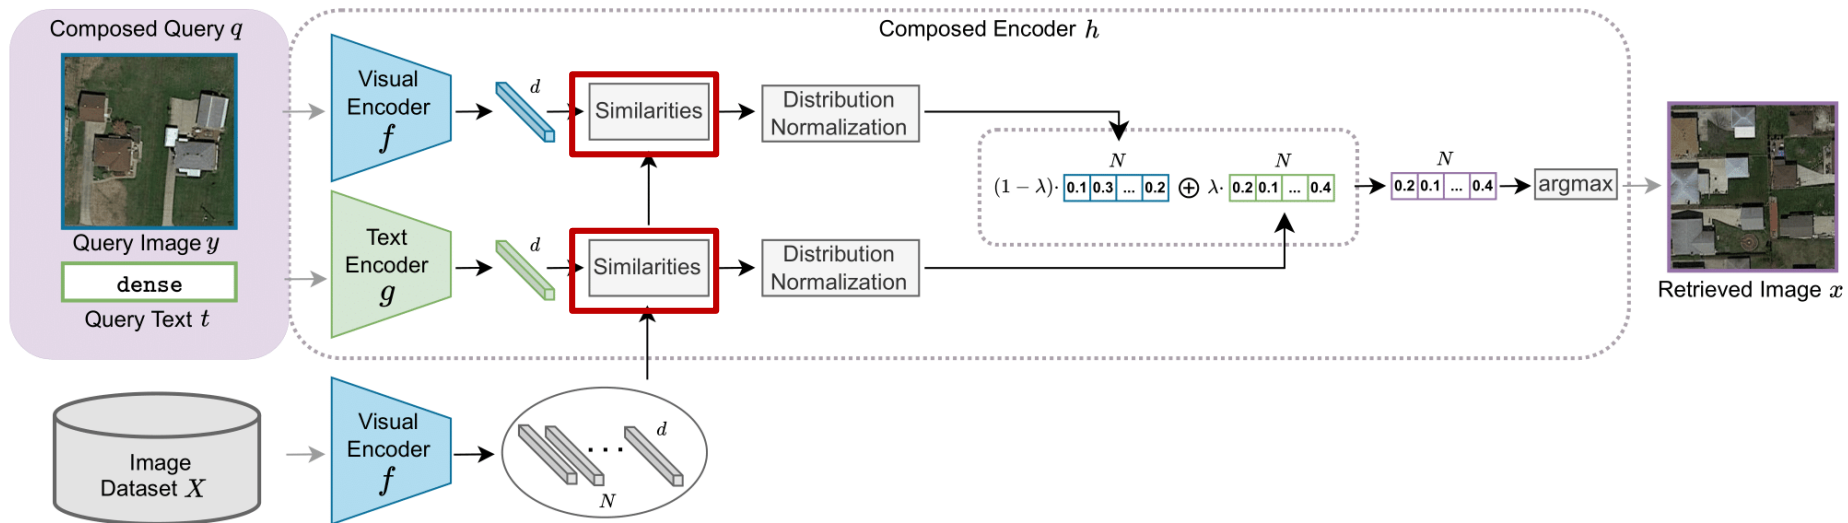 Composed Query q
Query Image y
dense
Query Text t
Image
Dataset X
Composed Encoder h
Visual
Encoder
f
d
Similarities
Distribution
Normalization
Text
Encoder
g
d
Similarities
Distribution
Normalization
N
(1 − λ)· 0.1 0.3 ... 0.2 ⊕ λ· 0.2 0.1 ... 0.4
N
N
0.2 0.1 ... 0.4
argmax
Retrieved Image x
Visual
Encoder
f
d
...
N